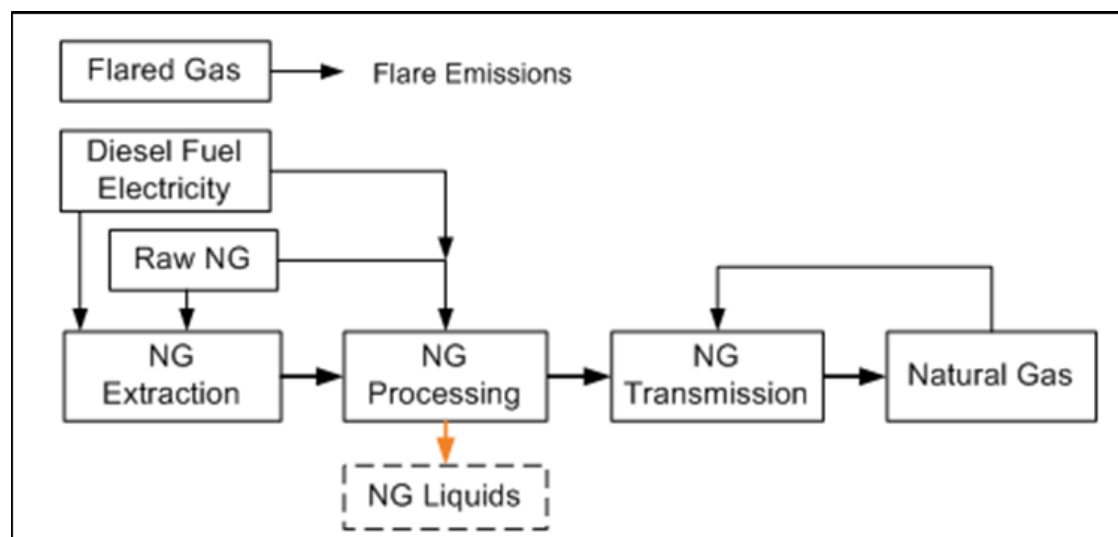 Flared Gas
Flare Emissions
Diesel Fuel
Electricity
Raw NG
NG
Extraction
NG
Processing
NG
Transmission
Natural Gas
NG Liquids